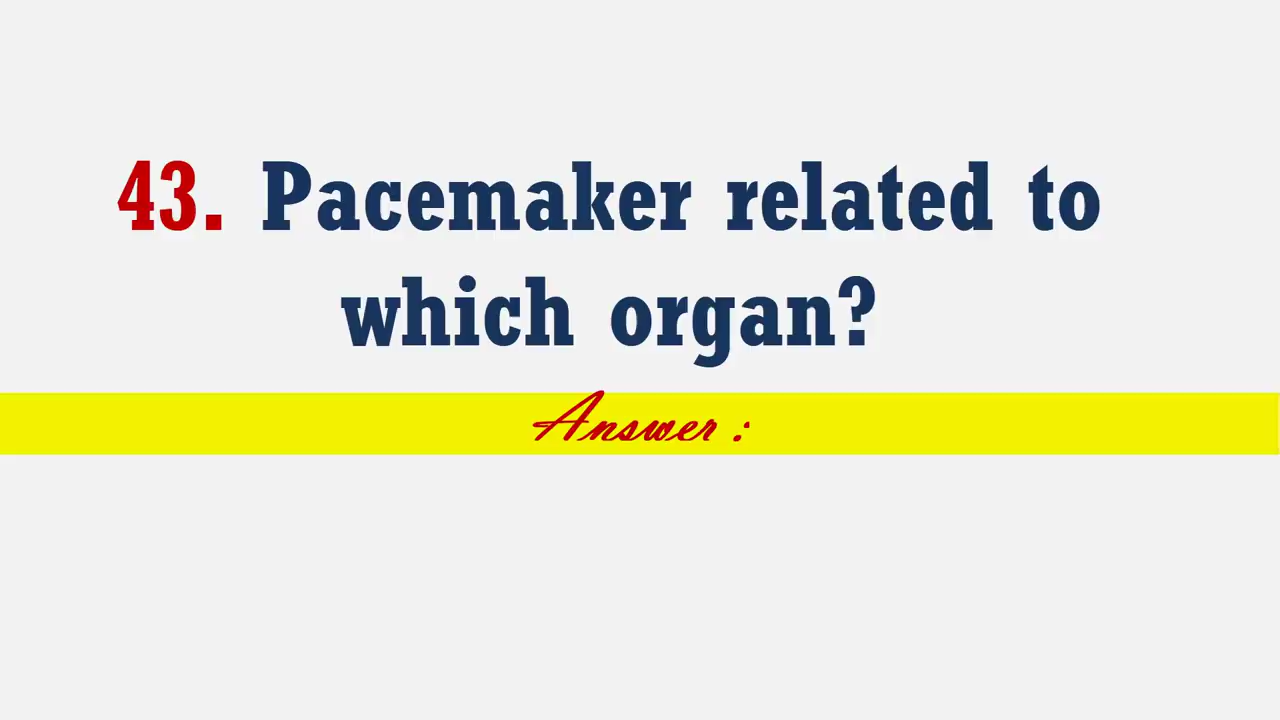 43. Pacemaker related to
which organ?
Answer :